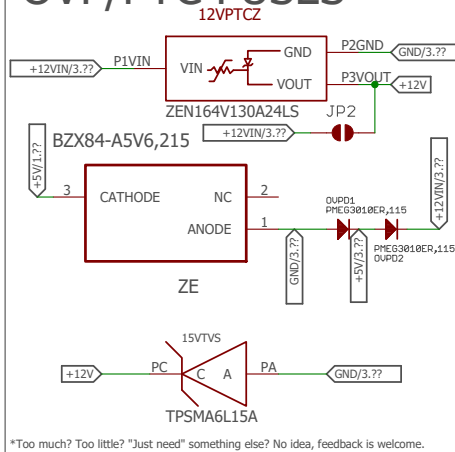 OVP/PTC FUSES
12VPTCZ
+12VIN/3.?? P1VIN VIN GND P2GND GND/3.??
VOUT P3VOUT +12V
ZEN164V130A24LS
+12VIN/3.?? JP2
BZX84-A5V6,215
+5V/1.?? 3 CATHODE NC 2
ANODE 1
OVPD1
PMEG3010ER,115
+12VIN/3.??
PMEG3010ER,115
OVPD2
GND/3.?? +5V/3.??
ZE
15VTVS
+12V PC C A PA GND/3.??
TPSMA6L15A
*Too much? Too little? "Just need" something else? No idea, feedback is welcome.